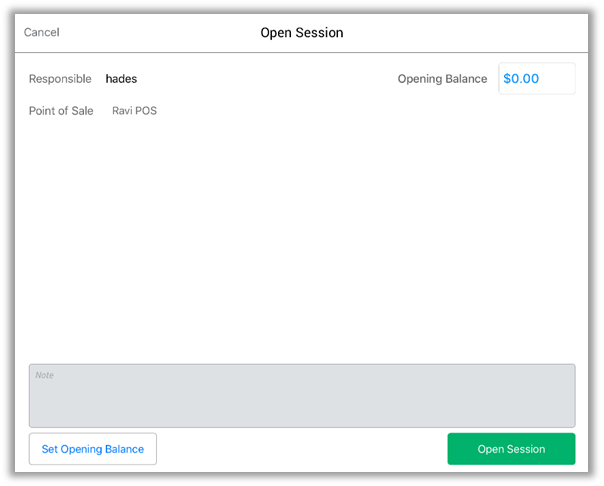 Cancel Open Session
Responsible hades Opening Balance $0.00
Point of Sale Ravi POS
Note
Set Opening Balance Open Session